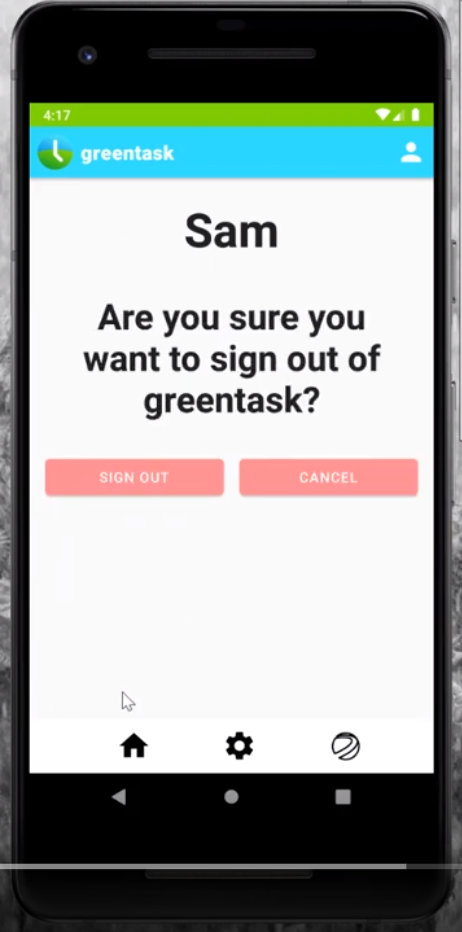 4:17
greentask
Sam
Are you sure you
want to sign out of
greentask?
SIGN OUT
CANCEL